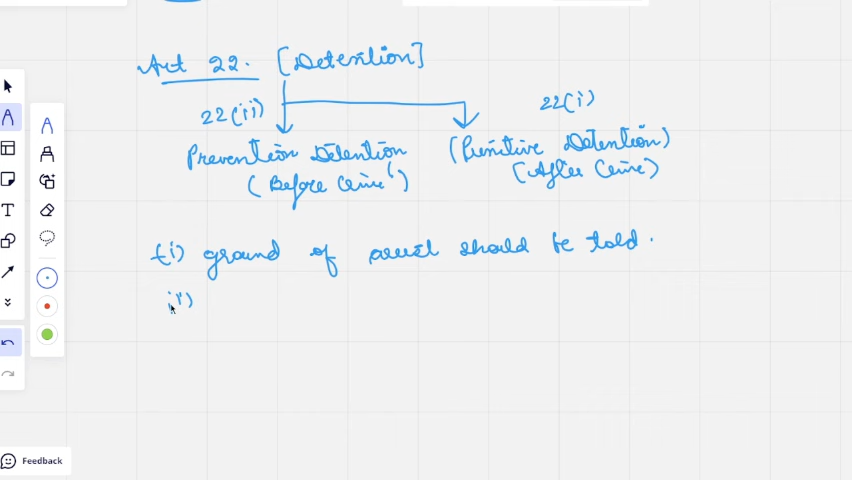 Art 22. [Detention]
22(ii)
22(i)
Prevention Detention
(Punitive Detention)
(Before Crime)
[After Crime)
(i) ground of arrest should be told.
ii)
T
Feedback